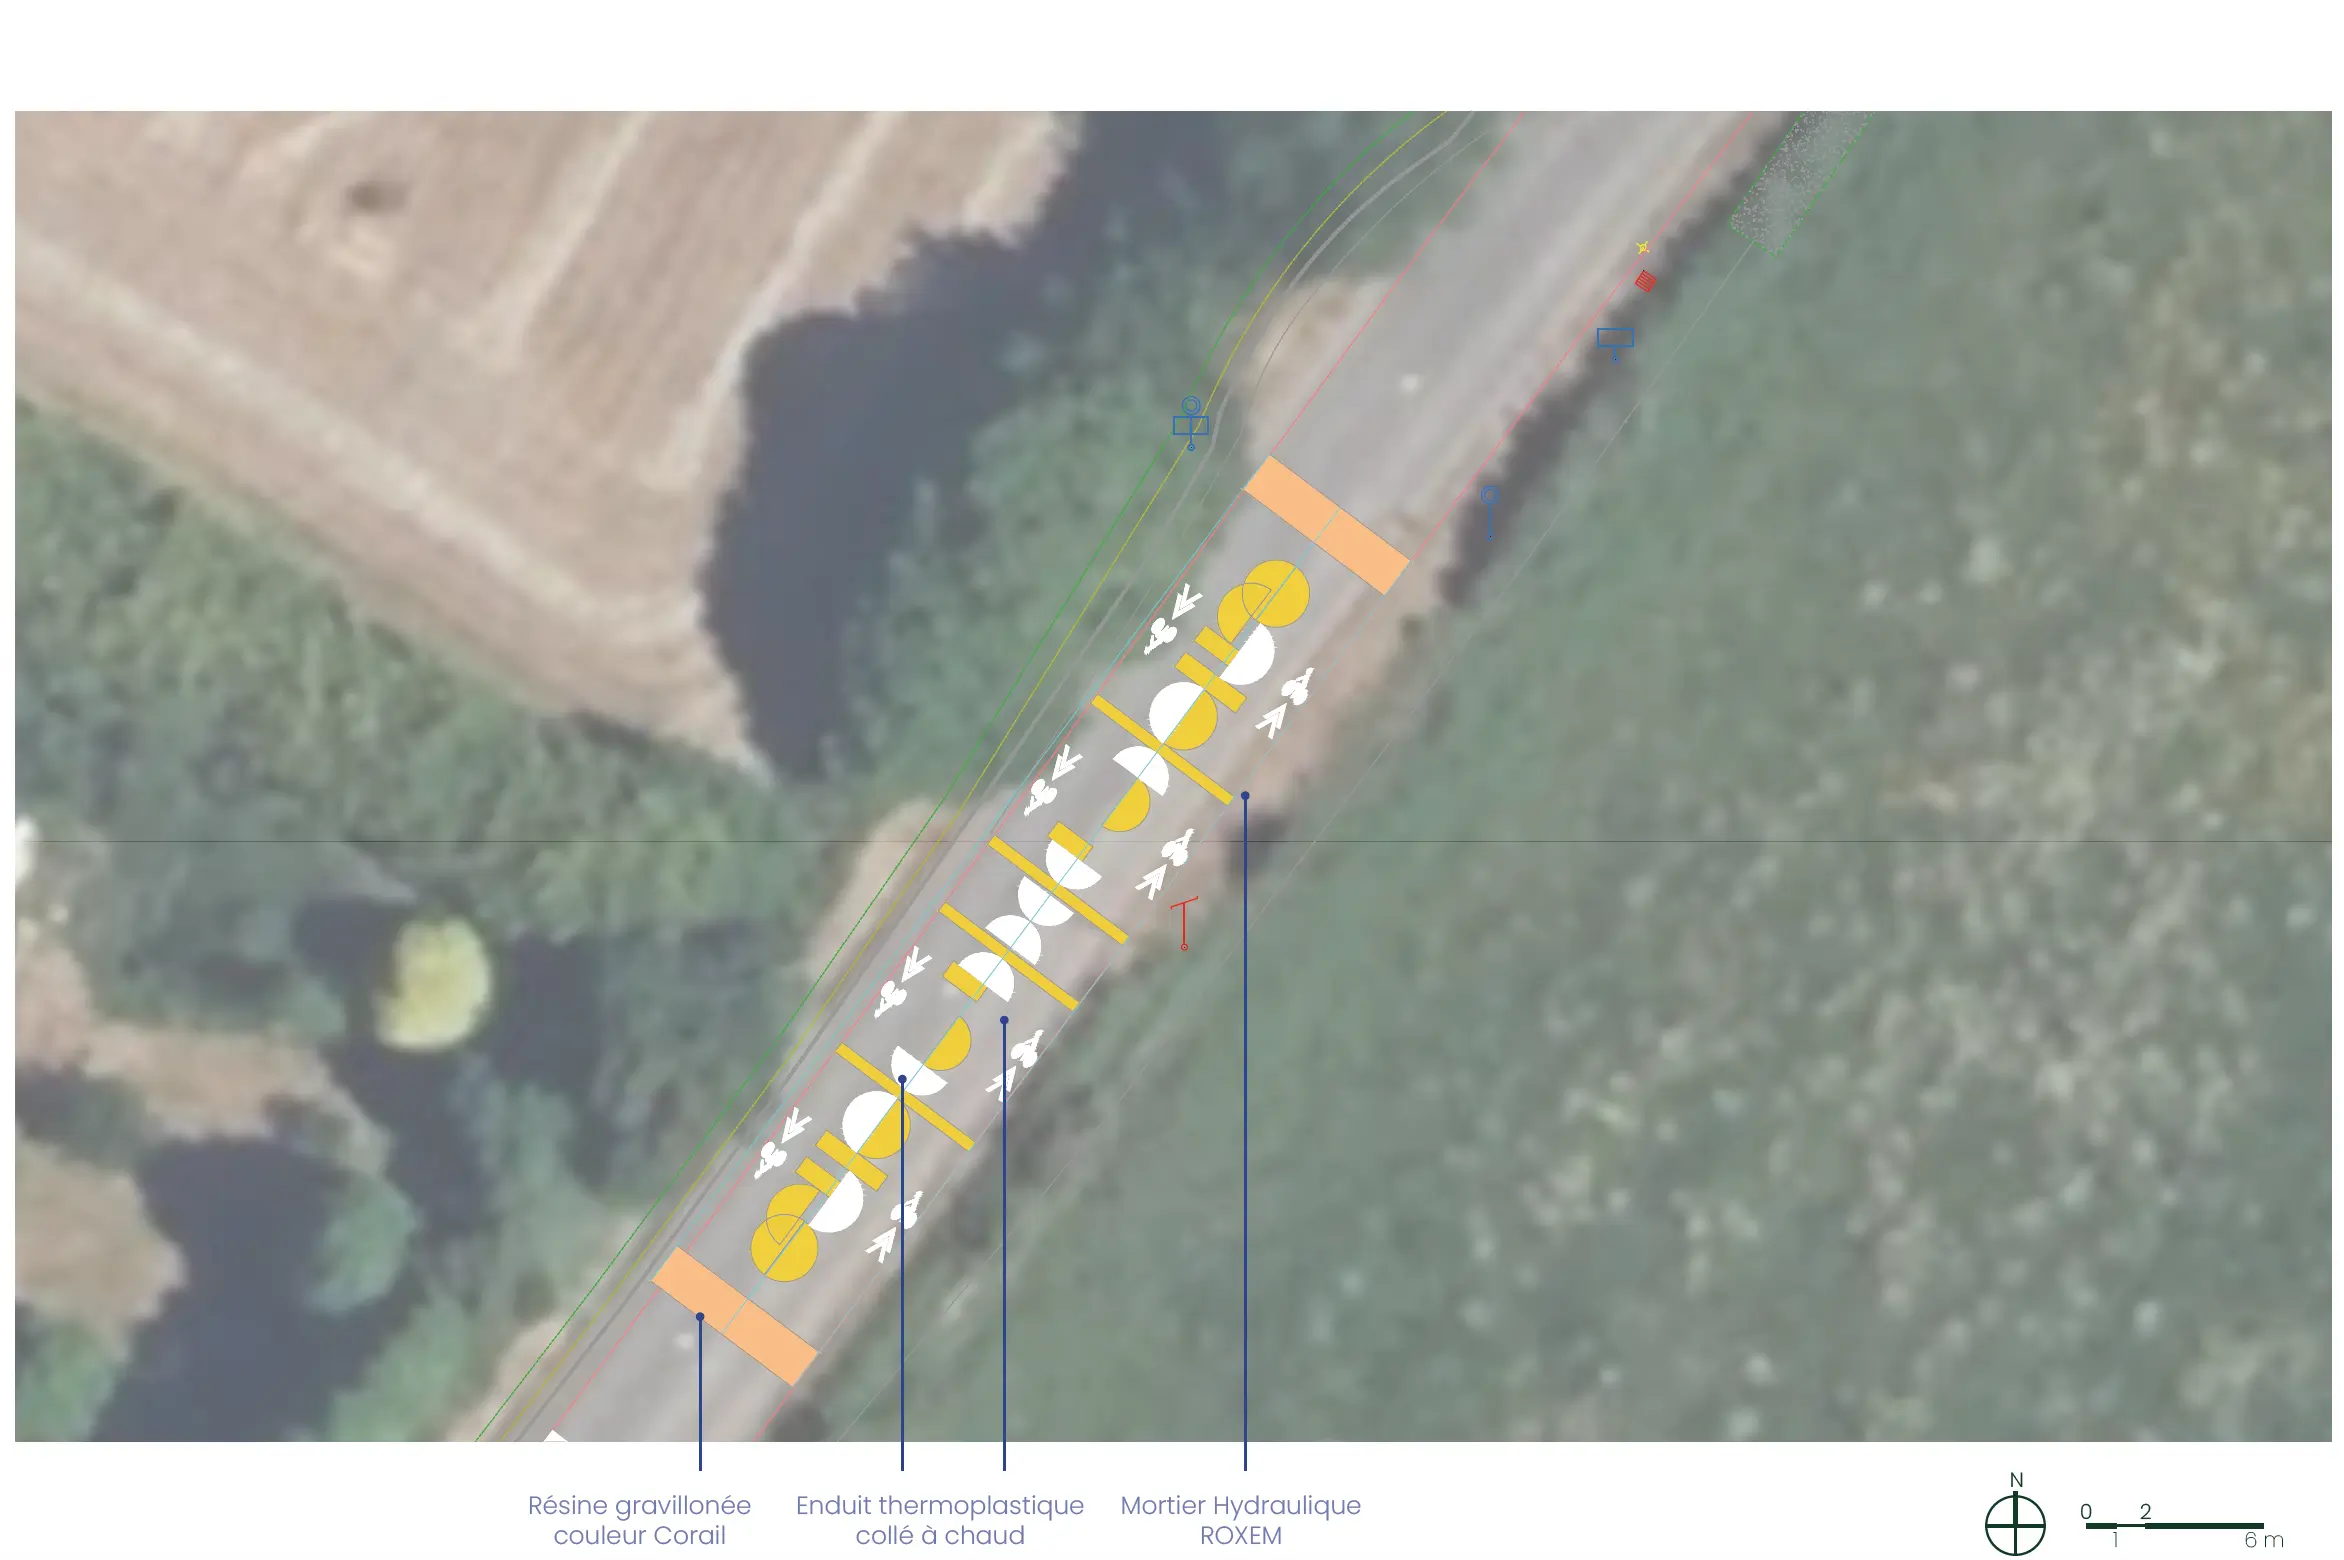 Résine gravillonée
couleur Corail
Enduit thermoplastique
collé à chaud
Mortier Hydraulique
ROXEM
N
0 2
1 6 m